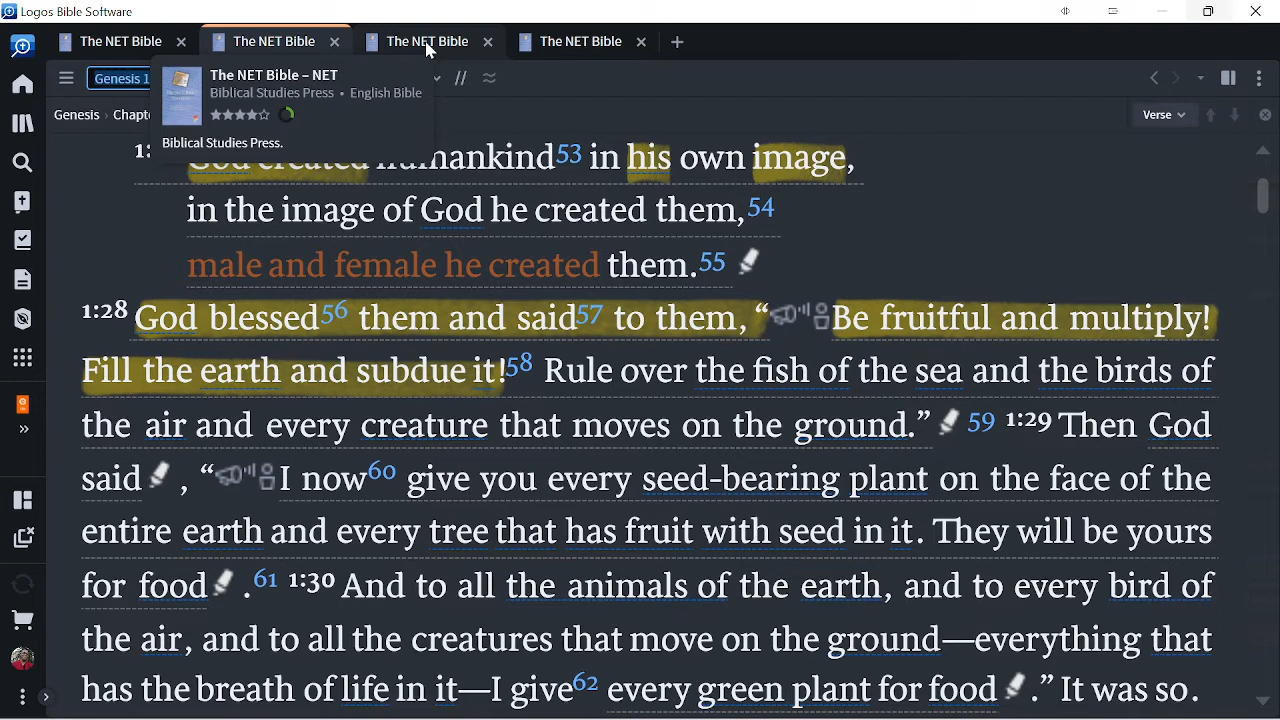 Logos Bible Software
The NET Bible The NET Bible The NET Bible The NET Bible
Genesis 1
The NET Bible – NET
Biblical Studies Press • English Bible
Biblical Studies Press.
Genesis › Chapt
Verse
1:
God created humankind53 in his own image,
in the image of God he created them,54
male and female he created them.55
1:28 God blessed56 them and said57 to them, “Be fruitful and multiply!
Fill the earth and subdue it!58 Rule over the fish of the sea and the birds of
the air and every creature that moves on the ground.” 59 1:29 Then God
said , “I now60 give you every seed-bearing plant on the face of the
entire earth and every tree that has fruit with seed in it. They will be yours
for food .61 1:30 And to all the animals of the earth, and to every bird of
the air, and to all the creatures that move on the ground—everything that
has the breath of life in it—I give62 every green plant for food .” It was so.